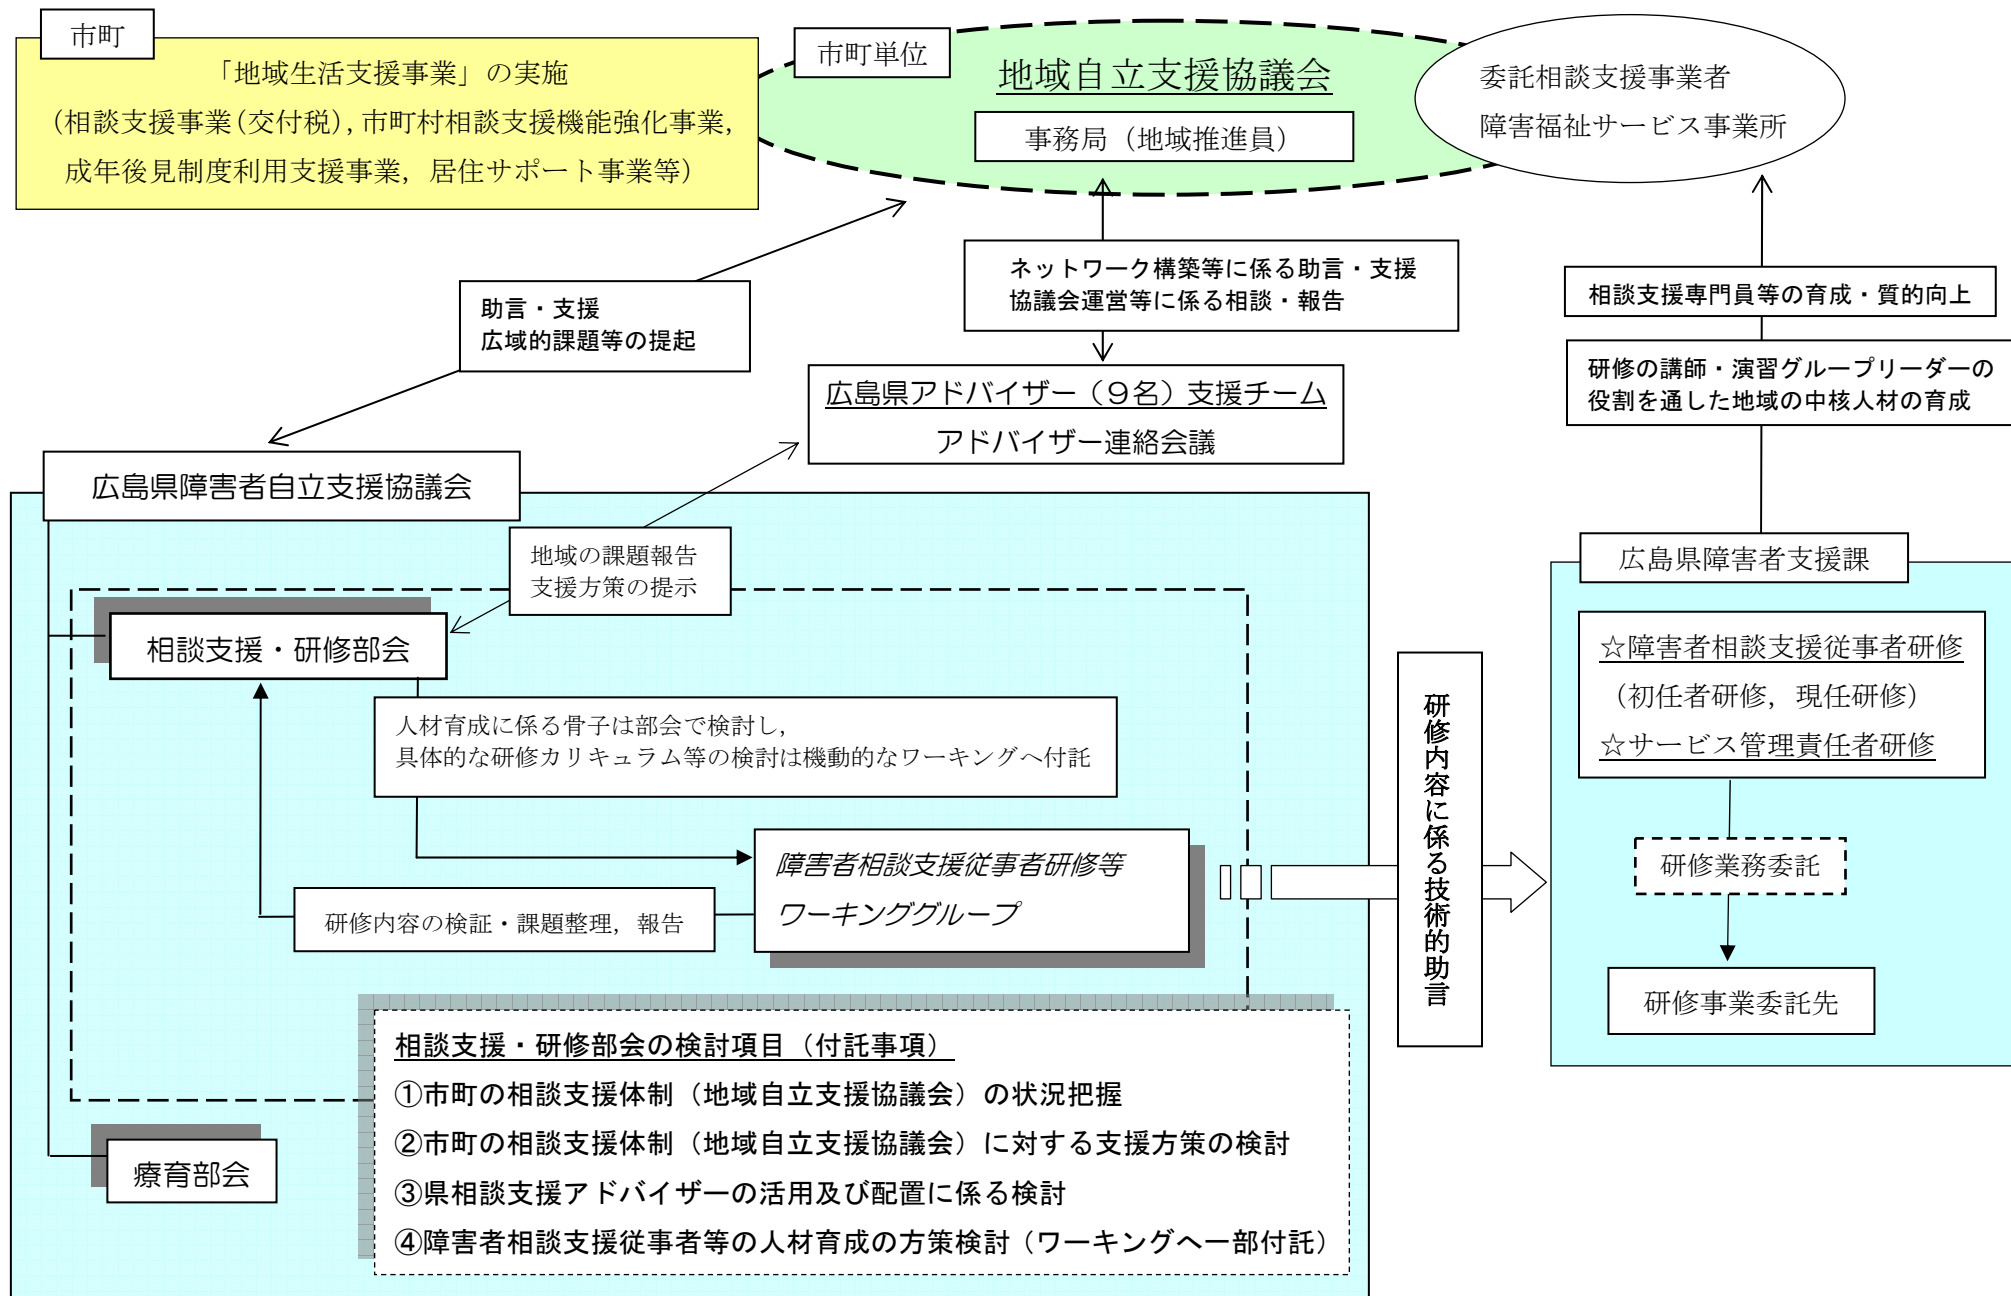 市町
「地域生活支援事業」の実施
(相談支援事業(交付税), 市町村相談支援機能強化事業,
成年後見制度利用支援事業, 居住サポート事業等)
市町単位
地域自立支援協議会
事務局（地域推進員）
委託相談支援事業者
障害福祉サービス事業所
助言・支援
広域的課題等の提起
ネットワーク構築等に係る助言・支援
協議会運営等に係る相談・報告
相談支援専門員等の育成・質的向上
研修の講師・演習グループリーダーの
役割を通した地域の中核人材の育成
広島県アドバイザー（９名）支援チーム
アドバイザー連絡会議
広島県障害者自立支援協議会
地域の課題報告
支援方策の提示
相談支援・研修部会
人材育成に係る骨子は部会で検討し,
具体的な研修カリキュラム等の検討は機動的なワーキングへ付託
障害者相談支援従事者研修等
ワーキンググループ
研修内容の検証・課題整理, 報告
相談支援・研修部会の検討項目（付託事項）
①市町の相談支援体制（地域自立支援協議会）の状況把握
②市町の相談支援体制（地域自立支援協議会）に対する支援方策の検討
③県相談支援アドバイザーの活用及び配置に係る検討
④障害者相談支援従事者等の人材育成の方策検討（ワーキングへ一部付託）
療育部会
研修内容に係る技術的助言
広島県障害者支援課
☆障害者相談支援従事者研修
（初任者研修, 現任研修）
☆サービス管理責任者研修
研修業務委託
研修事業委託先